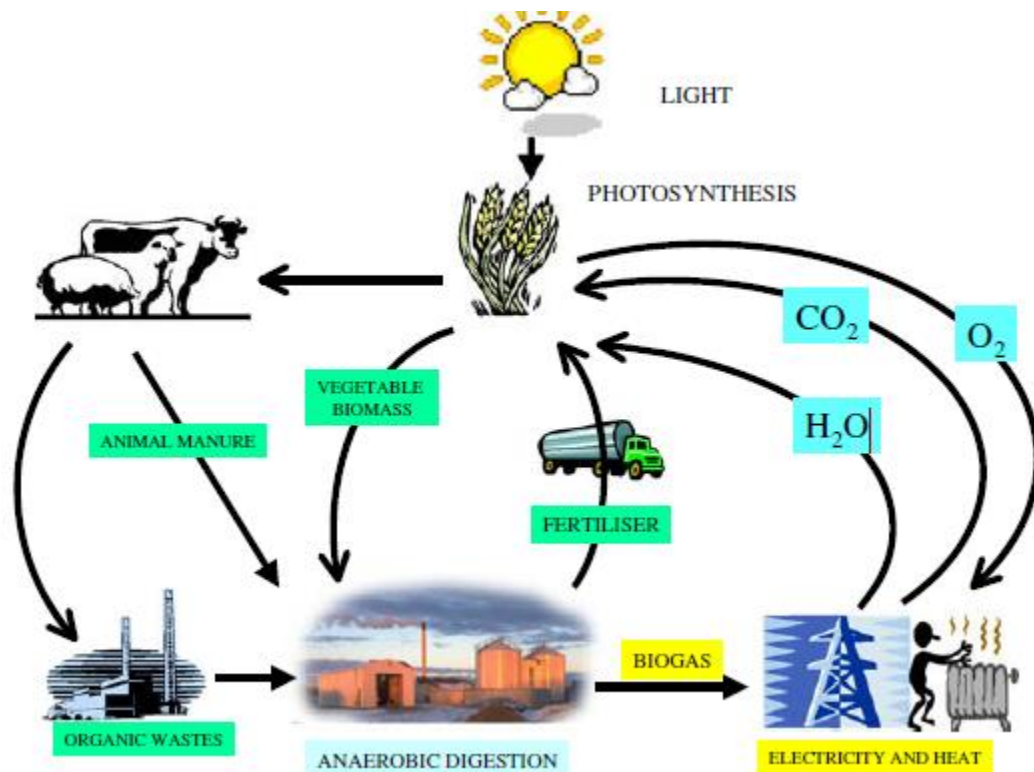 LIGHT
PHOTOSYNTHESIS
CO₂
O₂
VEGETABLE
BIOMASS
H₂O
ANIMAL MANURE
FERTILISER
BIOGAS
ORGANIC WASTES
ANAEROBIC DIGESTION
ELECTRICITY AND HEAT